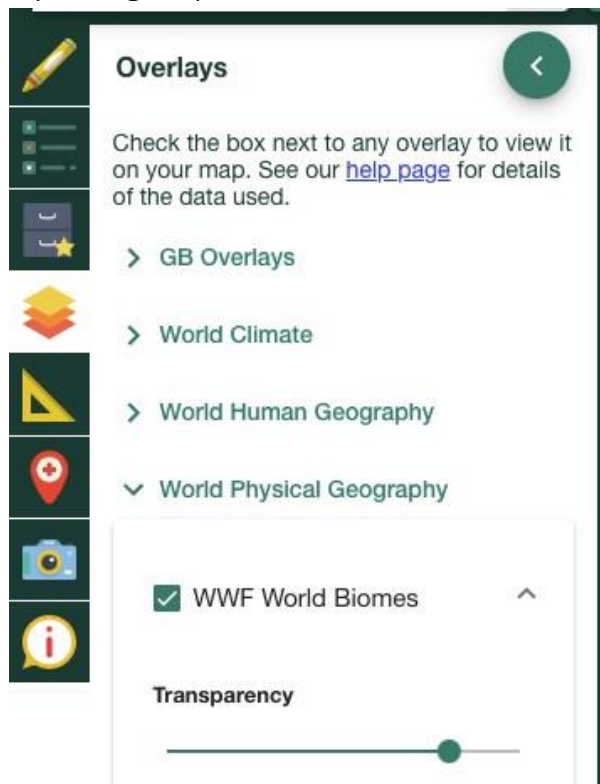 Overlays
Check the box next to any overlay to view it
on your map. See our help page for details
of the data used.
GB Overlays
World Climate
World Human Geography
World Physical Geography
WWF World Biomes
Transparency